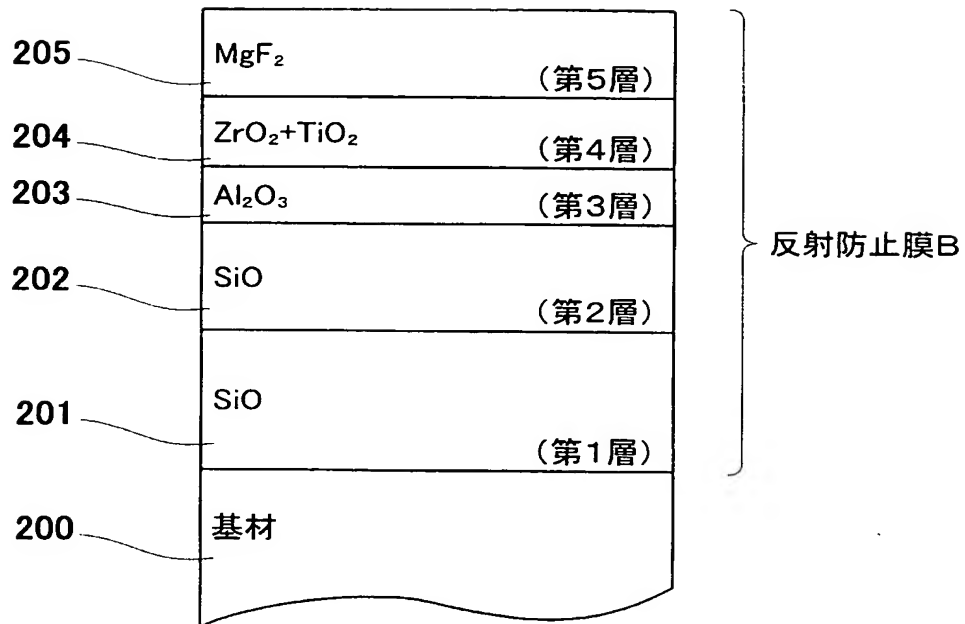 205
MgF₂
(第5層)
204
ZrO₂+TiO₂
(第4層)
203
Al₂O₃
(第3層)
反射防止膜B
202
SiO
(第2層)
201
SiO
(第1層)
200
基材